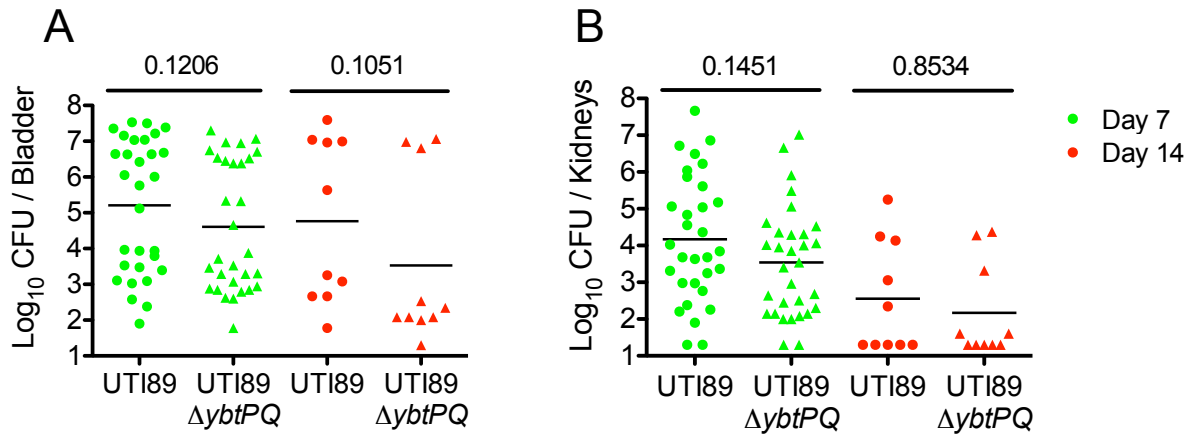 A
0.1206 0.1051
Log10 CFU / Bladder
8
7
6
5
4
3
2
1
UTI89 UTI89 UTI89 UTI89
ΔybtPQ ΔybtPQ
B
0.1451 0.8534
Log10 CFU / Kidneys
8
7
6
5
4
3
2
1
UTI89 UTI89 UTI89 UTI89
ΔybtPQ ΔybtPQ
Day 7
Day 14